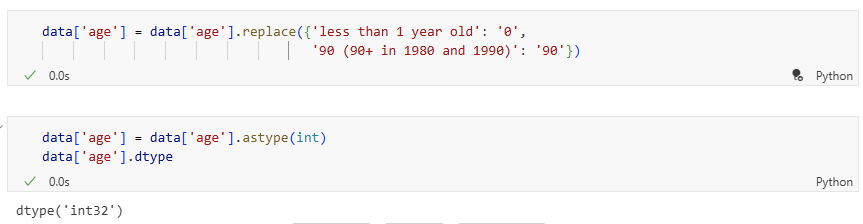 data['age'] = data['age'].replace({'less than 1 year old': '0',
'90 (90+ in 1980 and 1990)': '90'})
0.0s
Python
data['age'] = data['age'].astype(int)
data['age'].dtype
0.0s
Python
dtype('int32')